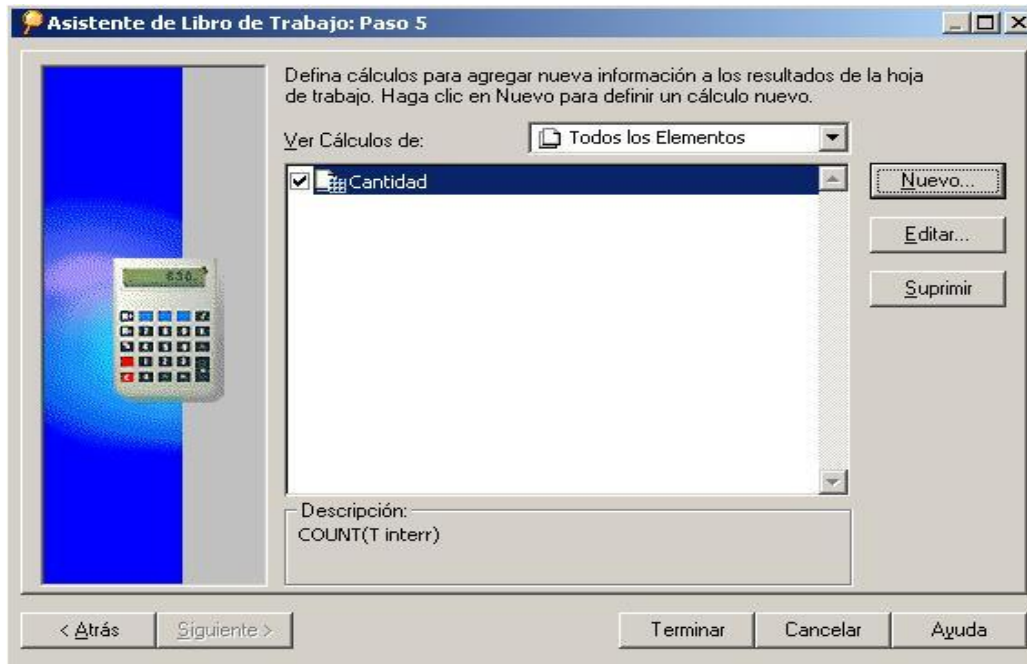 Asistente de Libro de Trabajo: Paso 5
Defina cálculos para agregar nueva información a los resultados de la hoja
de trabajo. Haga clic en Nuevo para definir un cálculo nuevo.
Ver Cálculos de:
Todos los Elementos
Cantidad
Nuevo...
Editar...
Suprimir
Descripción:
COUNT(T interr)
< Atrás
Siguiente >
Terminar
Cancelar
Ayuda